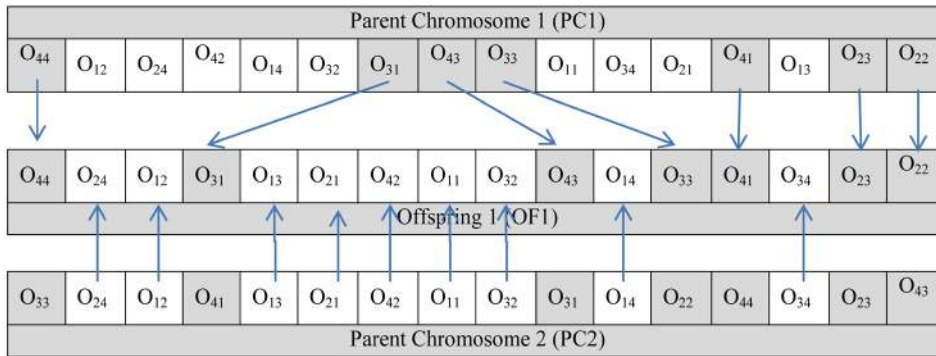 Parent Chromosome 1 (PC1)
O44 O12 O24 O42 O14 O32 O31 O43 O33 O11 O34 O21 O41 O13 O23 O22
O44 O24 O12 O31 O13 O21 O42 O11 O32 O43 O14 O33 O41 O34 O23 O22
Offspring 1 (OF1)
O33 O24 O12 O41 O13 O21 O42 O11 O32 O31 O14 O22 O44 O34 O23 O43
Parent Chromosome 2 (PC2)